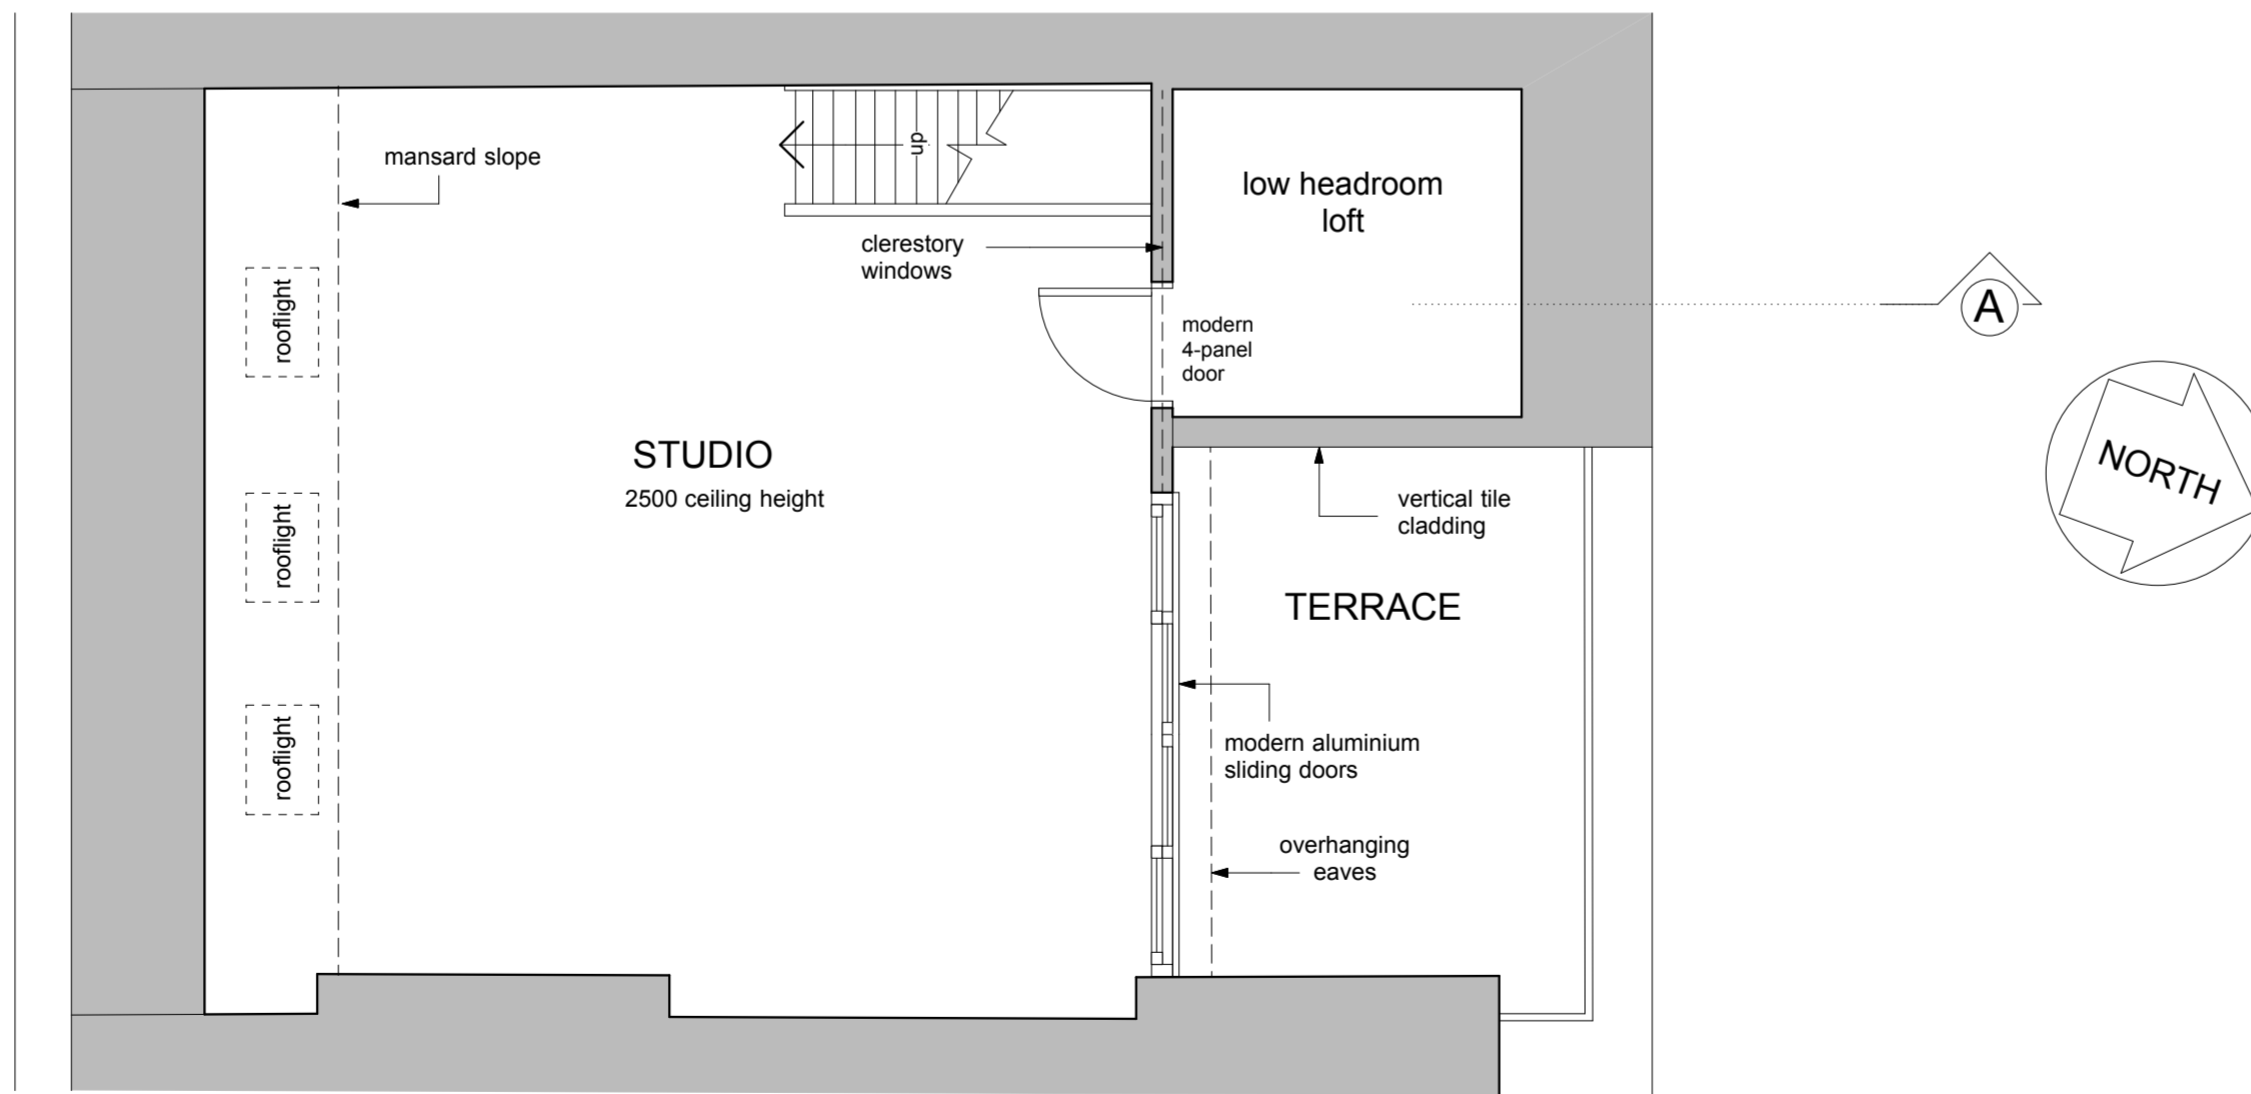 mansard slope
up
clerestory
windows
low headroom
loft
rooflight
modern
4-panel
door
A
STUDIO
2500 ceiling height
NORTH
vertical tile
cladding
rooflight
TERRACE
modern aluminium
sliding doors
rooflight
overhanging
eaves